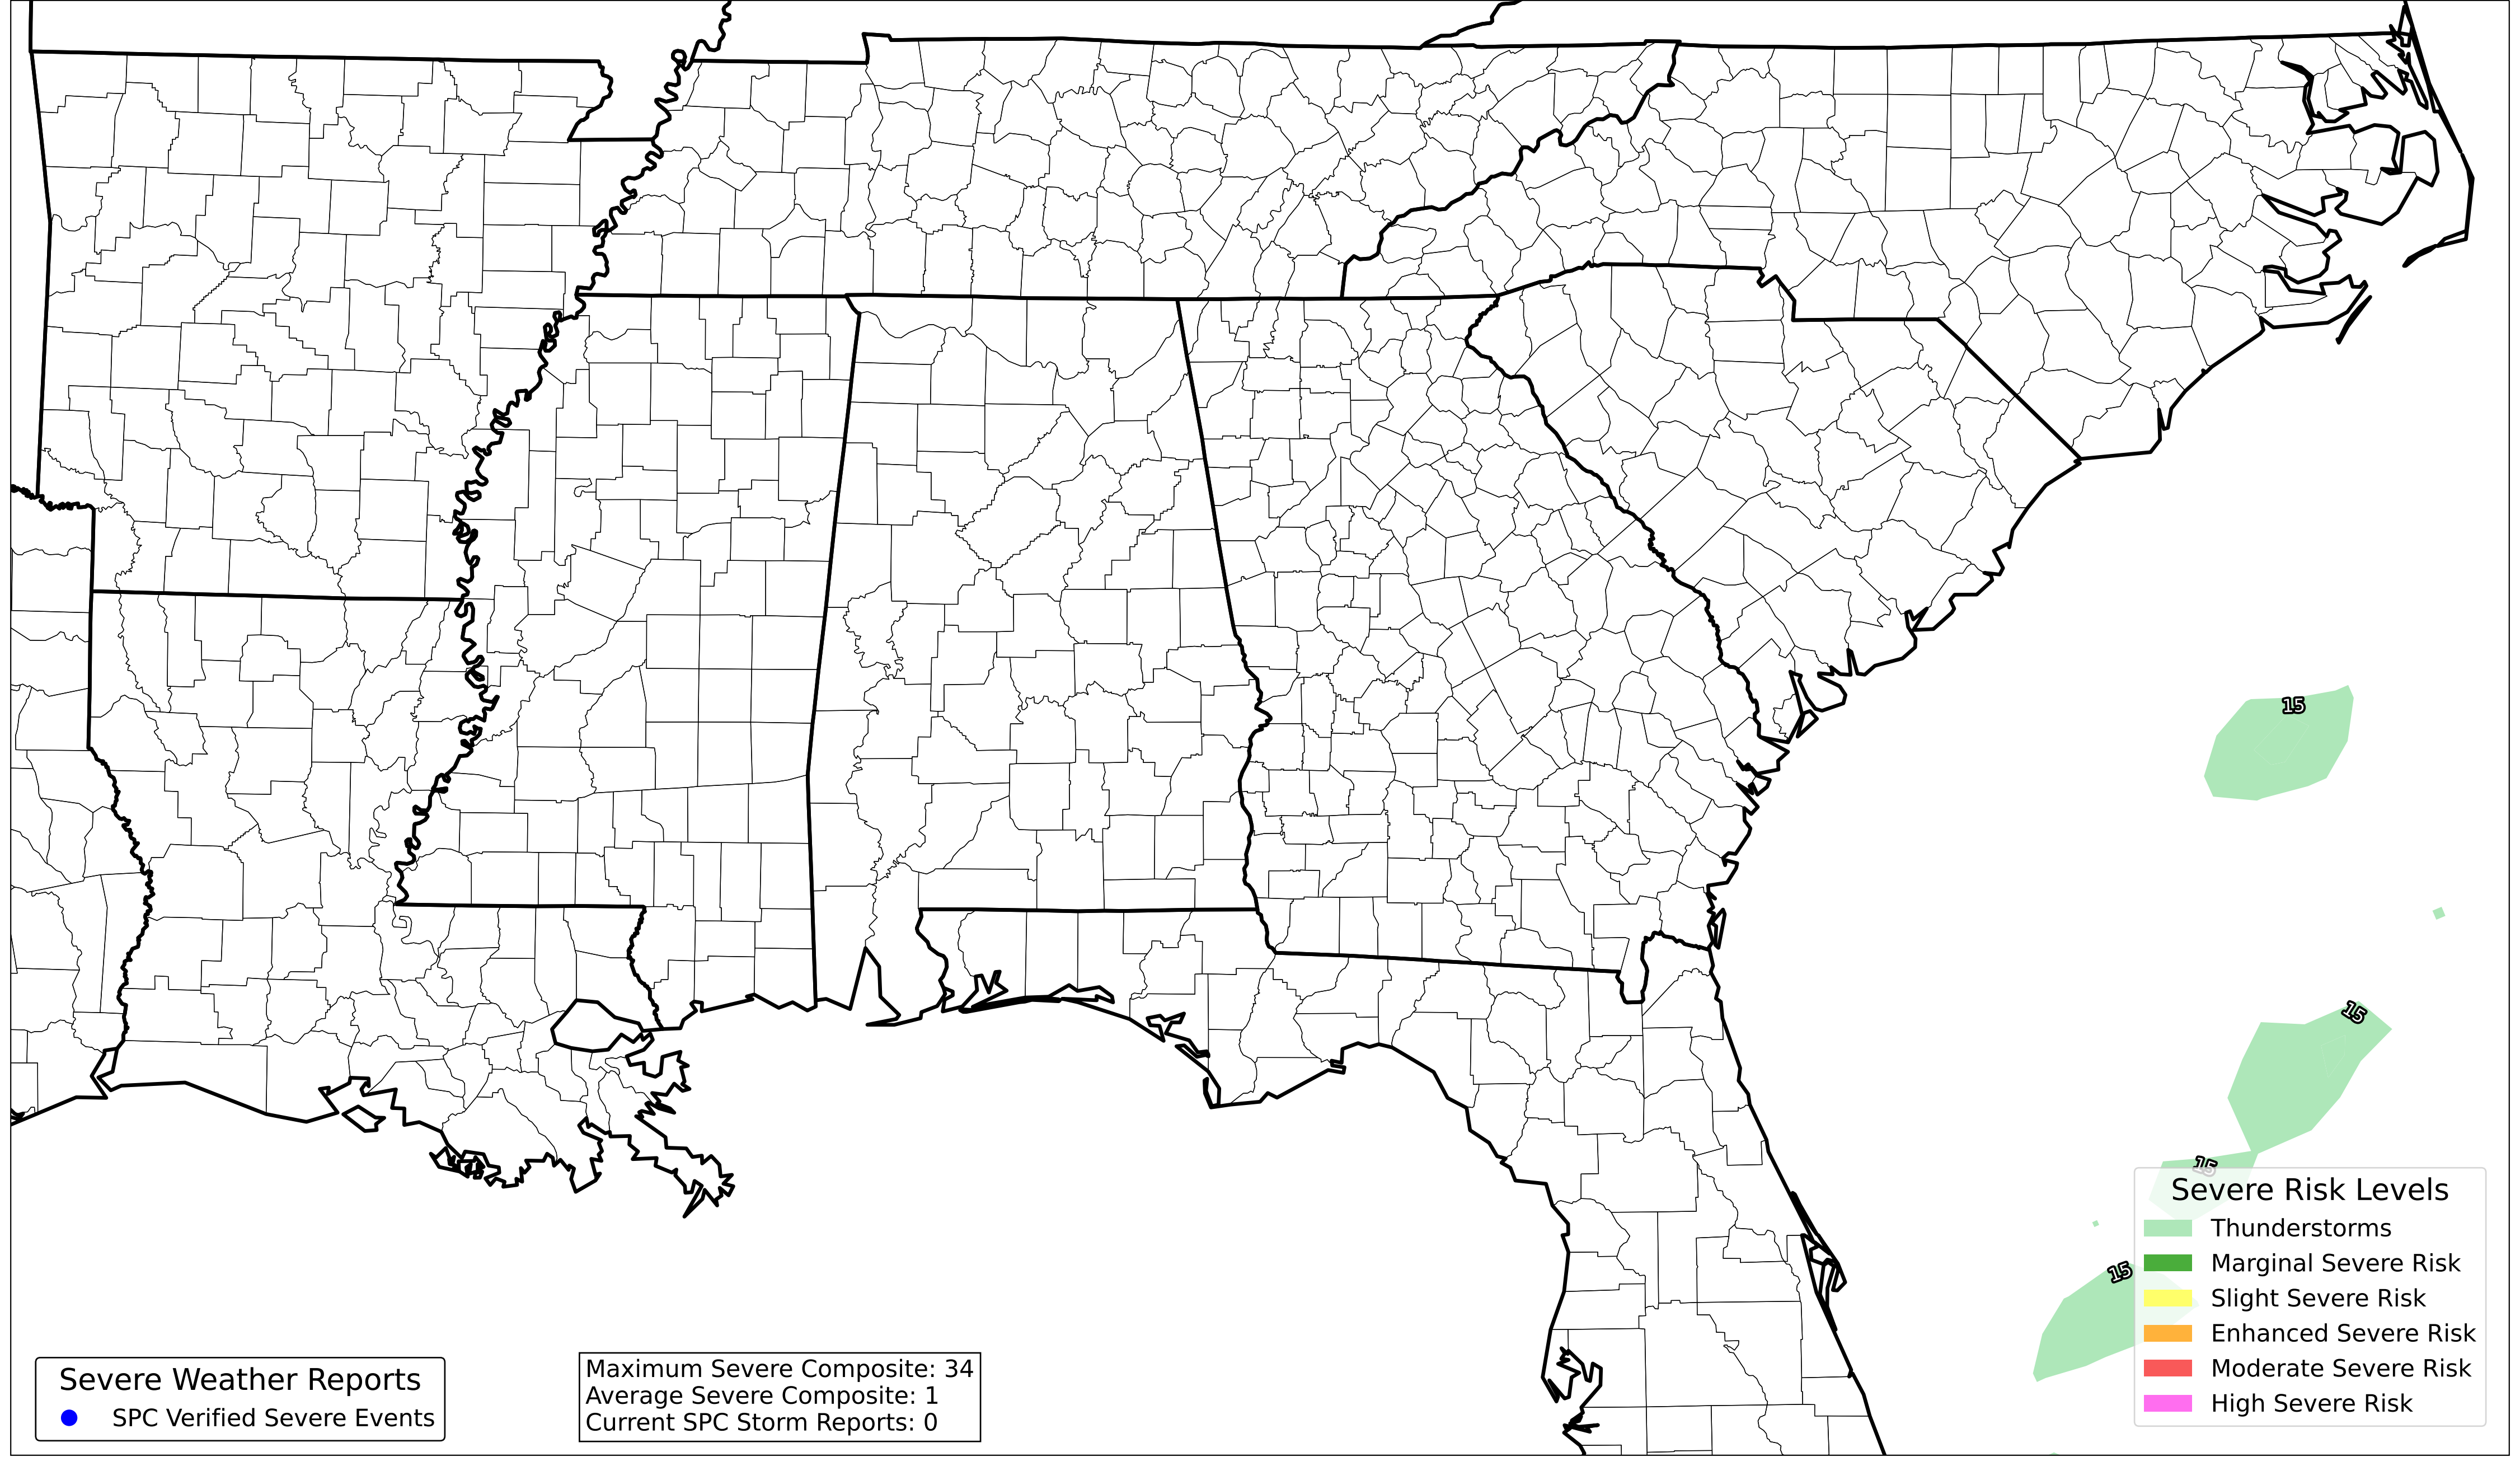 15
15
15
15
Severe Risk Levels
Thunderstorms
Marginal Severe Risk
Slight Severe Risk
Enhanced Severe Risk
Moderate Severe Risk
High Severe Risk
Severe Weather Reports
SPC Verified Severe Events
Maximum Severe Composite: 34
Average Severe Composite: 1
Current SPC Storm Reports: 0